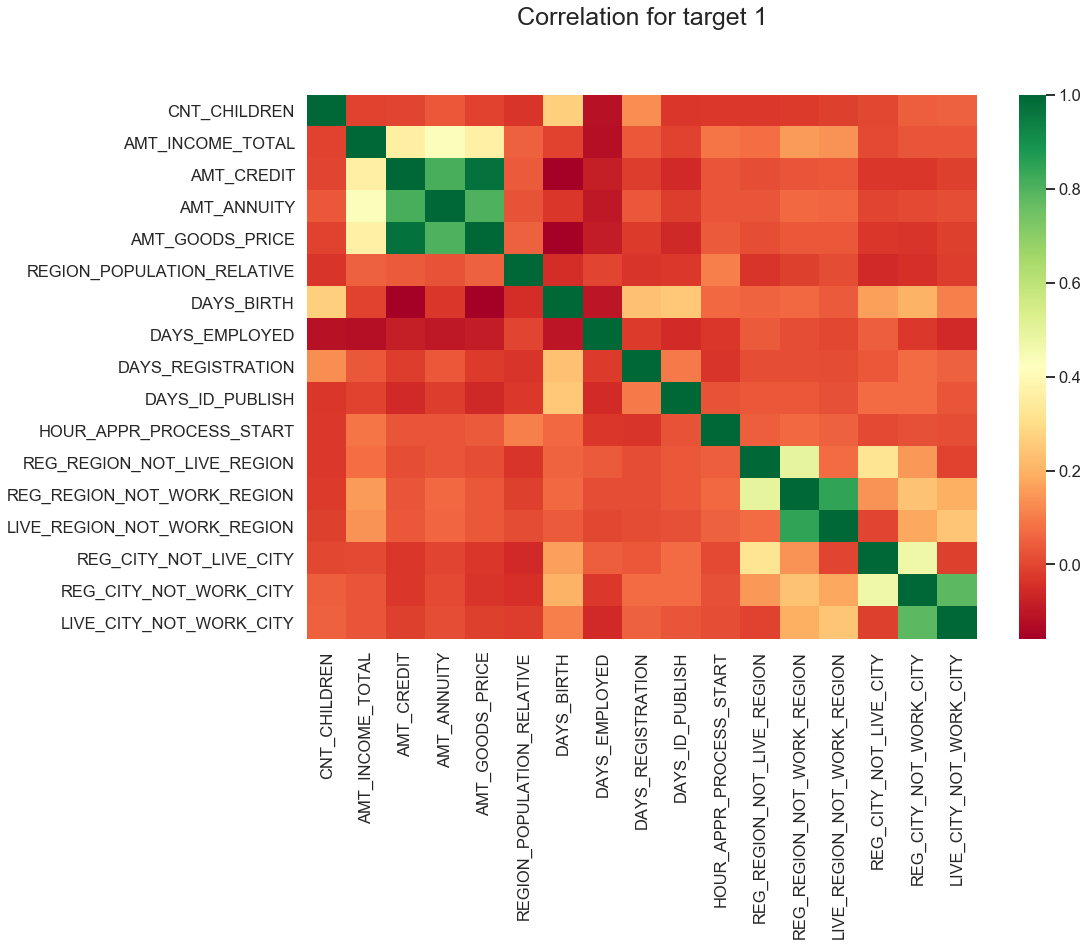 Correlation for target 1
CNT_CHILDREN
AMT_INCOME_TOTAL
AMT_CREDIT
AMT_ANNUITY
AMT_GOODS_PRICE
REGION_POPULATION_RELATIVE
DAYS_BIRTH
DAYS_EMPLOYED
DAYS_REGISTRATION
DAYS_ID_PUBLISH
HOUR_APPR_PROCESS_START
REG_REGION_NOT_LIVE_REGION
REG_REGION_NOT_WORK_REGION
LIVE_REGION_NOT_WORK_REGION
REG_CITY_NOT_LIVE_CITY
REG_CITY_NOT_WORK_CITY
LIVE_CITY_NOT_WORK_CITY
CNT_CHILDREN
AMT_INCOME_TOTAL
AMT_CREDIT
AMT_ANNUITY
AMT_GOODS_PRICE
REGION_POPULATION_RELATIVE
DAYS_BIRTH
DAYS_EMPLOYED
DAYS_REGISTRATION
DAYS_ID_PUBLISH
HOUR_APPR_PROCESS_START
REG_REGION_NOT_LIVE_REGION
REG_REGION_NOT_WORK_REGION
LIVE_REGION_NOT_WORK_REGION
REG_CITY_NOT_LIVE_CITY
REG_CITY_NOT_WORK_CITY
LIVE_CITY_NOT_WORK_CITY
1.0
0.8
0.6
0.4
0.2
0.0